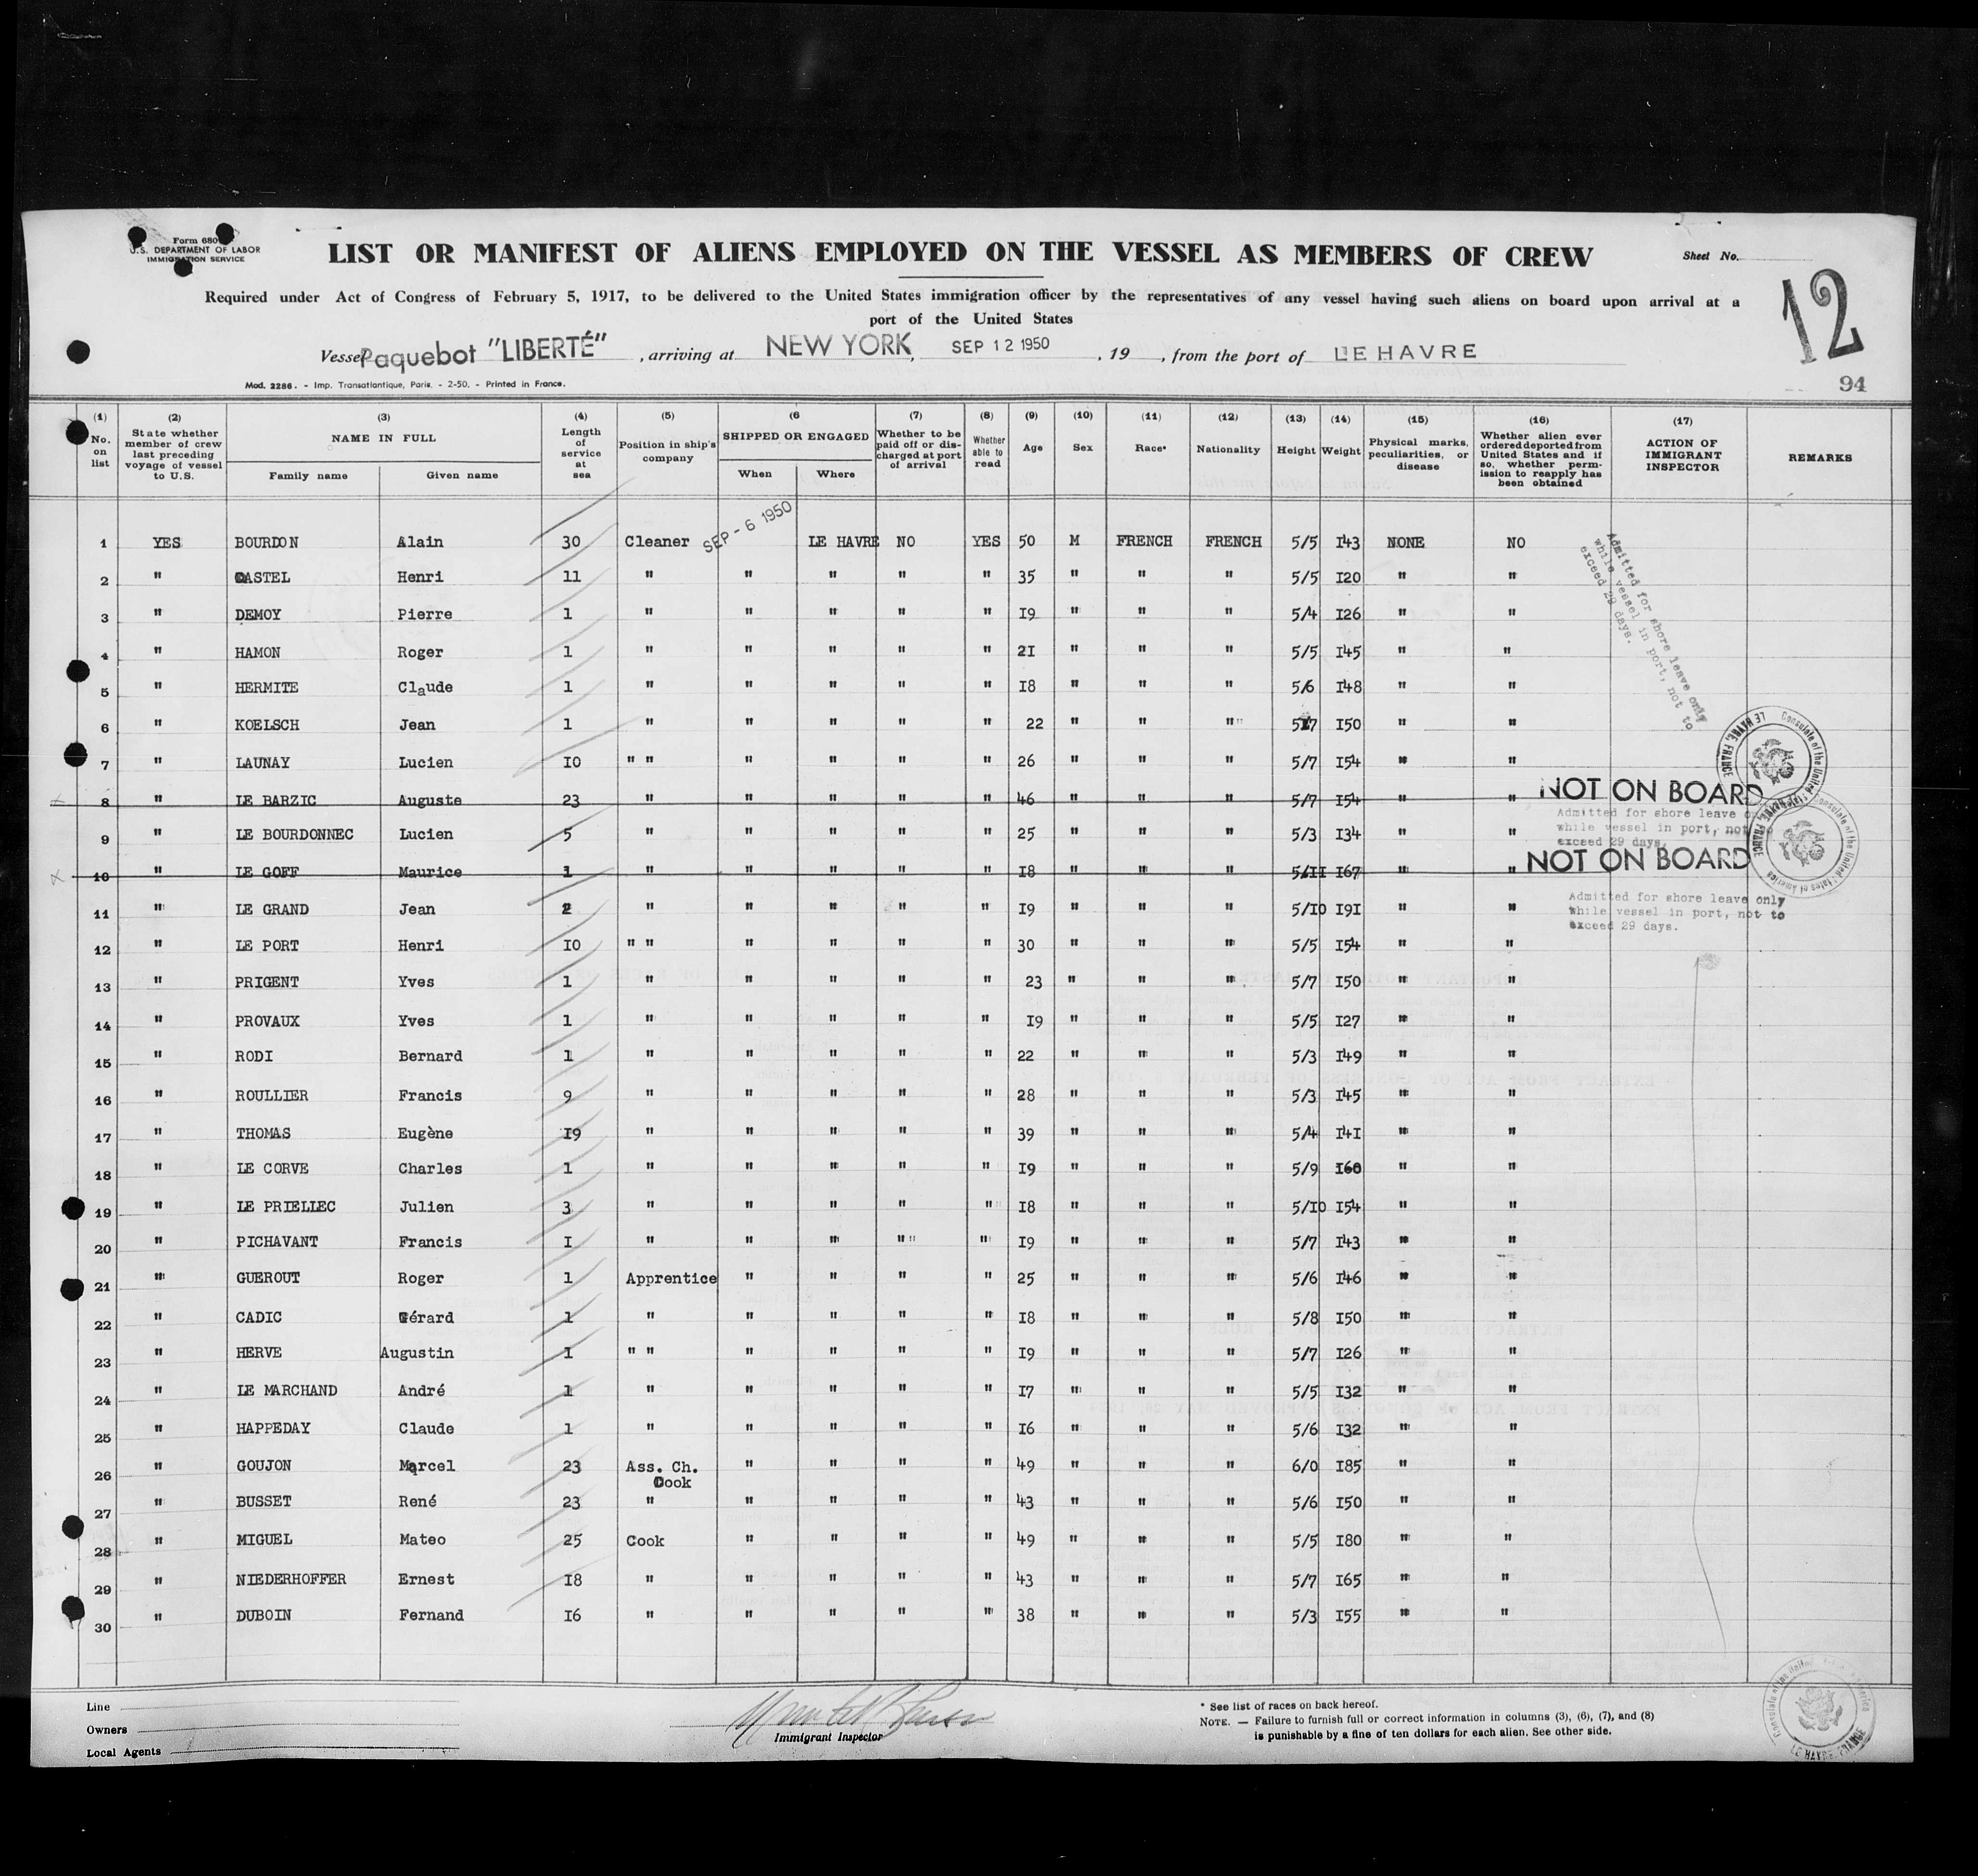 Form 680
U.S. DEPARTMENT OF LABOR
IMMIGRATION SERVICE
LIST OR MANIFEST OF ALIENS EMPLOYED ON THE VESSEL AS MEMBERS OF CREW
Sheet No.
12
Required under Act of Congress of February 5, 1917, to be delivered to the United States immigration officer by the representatives of any vessel having such aliens on board upon arrival at a
port of the United States
Vessel Paquebot "LIBERTÉ" , arriving at NEW YORK, SEP 12 1950 , 19 , from the port of LE HAVRE
Mod. 2286. - Imp. Transatlantique, Paris. - 2-50. - Printed in France.
94
(1) No. on list
(2) State whether member of crew last preceding voyage of vessel to U.S.
(3) NAME IN FULL Family name Given name
(4) Length of service at sea
(5) Position in ship's company
(6 SHIPPED OR ENGAGED When Where
(7) Whether to be paid off or discharged at port of arrival
(8) Whether able to read
(9) Age
(10) Sex
(11) Race*
(12) Nationality
(13) Height
(14) Weight
(15) Physical marks, peculiarities, or disease
(16) Whether alien ever ordered deported from United States and if so, whether permission to reapply has been obtained
(17) ACTION OF IMMIGRANT INSPECTOR
REMARKS
1 YES BOURDON Alain 30 Cleaner SEP - 6 1950 LE HAVRE NO YES 50 M FRENCH FRENCH 5/5 143 NONE NO
2 " CASTEL Henri 11 " " " " " 35 " " " 5/5 120 " "
3 " DEMOY Pierre 1 " " " " " 19 " " " 5/4 126 " "
4 " HAMON Roger 1 " " " " " 21 " " " 5/5 145 " "
5 " HERMITE Claude 1 " " " " " 18 " " " 5/6 148 " "
6 " KOELSCH Jean 1 " " " " " 22 " " " 5/7 150 " "
7 " LAUNAY Lucien 10 " " " " " " 26 " " " 5/7 154 " "
8 " LE BARZIC Auguste 23 " " " " " 46 " " " 5/7 154 " " NOT ON BOARD
9 " LE BOURDONNEC Lucien 5 " " " " " 25 " " " 5/3 134 " "
10 " LE GOFF Maurice 1 " " " " " 18 " " " 5/11 167 " " NOT ON BOARD
11 " LE GRAND Jean 2 " " " " " 19 " " " 5/10 191 " "
12 " LE PORT Henri 10 " " " " " " 30 " " " 5/5 154 " "
13 " PRIGENT Yves 1 " " " " " 23 " " " 5/7 150 " "
14 " PROVAUX Yves 1 " " " " " 19 " " " 5/5 127 " "
15 " RODI Bernard 1 " " " " " 22 " " " 5/3 149 " "
16 " ROULLIER Francis 9 " " " " " 28 " " " 5/3 145 " "
17 " THOMAS Eugène 19 " " " " " 39 " " " 5/4 141 " "
18 " LE CORVE Charles 1 " " " " " 19 " " " 5/9 160 " "
19 " LE PRIELLEC Julien 3 " " " " " 18 " " " 5/10 154 " "
20 " PICHAVANT Francis 1 " " " " " 19 " " " 5/7 143 " "
21 " GUEROUT Roger 1 Apprentice " " " " 25 " " " 5/6 146 " "
22 " CADIC Gérard 1 " " " " " 18 " " " 5/8 150 " "
23 " HERVE Augustin 1 " " " " " " 19 " " " 5/7 126 " "
24 " LE MARCHAND André 1 " " " " " 17 " " " 5/5 132 " "
25 " HAPPEDAY Claude 1 " " " " " 16 " " " 5/6 132 " "
26 " GOUJON Marcel 23 Ass. Ch. Cook " " " " 49 " " " 6/0 185 " "
27 " BUSSET René 23 " " " " " 43 " " " 5/6 150 " "
28 " MIGUEL Mateo 25 Cook " " " " 49 " " " 5/5 180 " "
29 " NIEDERHOFFER Ernest 18 " " " " " 43 " " " 5/7 165 " "
30 " DUBOIN Fernand 16 " " " " " 38 " " " 5/3 155 " "
Admitted for shore leave only
while vessel in port, not to
exceed 29 days.
Admitted for shore leave
while vessel in port, not
exceed 29 days.
Admitted for shore leave only
while vessel in port, not to
exceed 29 days.
Consulate of the United States of America
LE HAVRE, FRANCE
Consulate of the United States of America
LE HAVRE, FRANCE
Line
Owners
Local Agents
Immigrant Inspector
* See list of races on back hereof.
NOTE. — Failure to furnish full or correct information in columns (3), (6), (7), and (8)
is punishable by a fine of ten dollars for each alien. See other side.
LE HAVRE, FRANCE